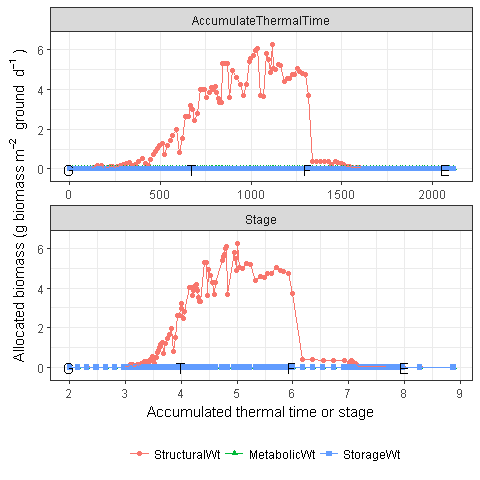 AccumulateThermalTime
6
4
2
0
G T F E
0 500 1000 1500 2000
Stage
6
4
2
0
G T F E
2 3 4 5 6 7 8 9
Allocated biomass (g biomass m⁻² ground d⁻¹ )
Accumulated thermal time or stage
StructuralWt MetabolicWt StorageWt